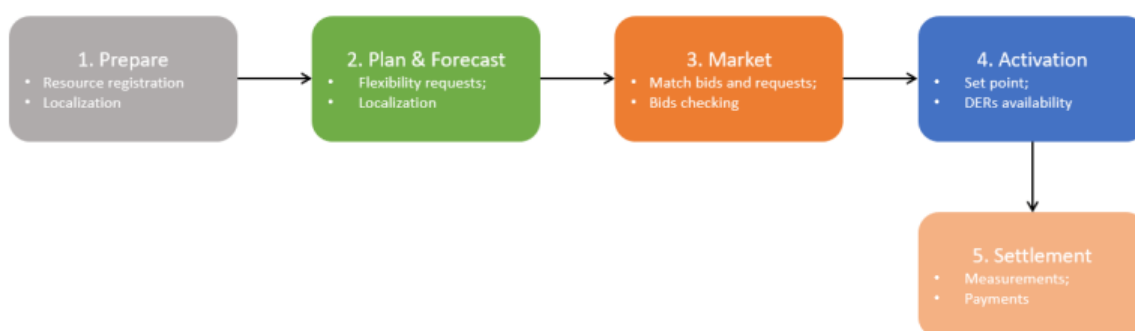 1. Prepare
• Resource registration
• Localization
2. Plan & Forecast
• Flexibility requests;
• Localization
3. Market
• Match bids and requests;
• Bids checking
4. Activation
• Set point;
• DERs availability
5. Settlement
• Measurements;
• Payments